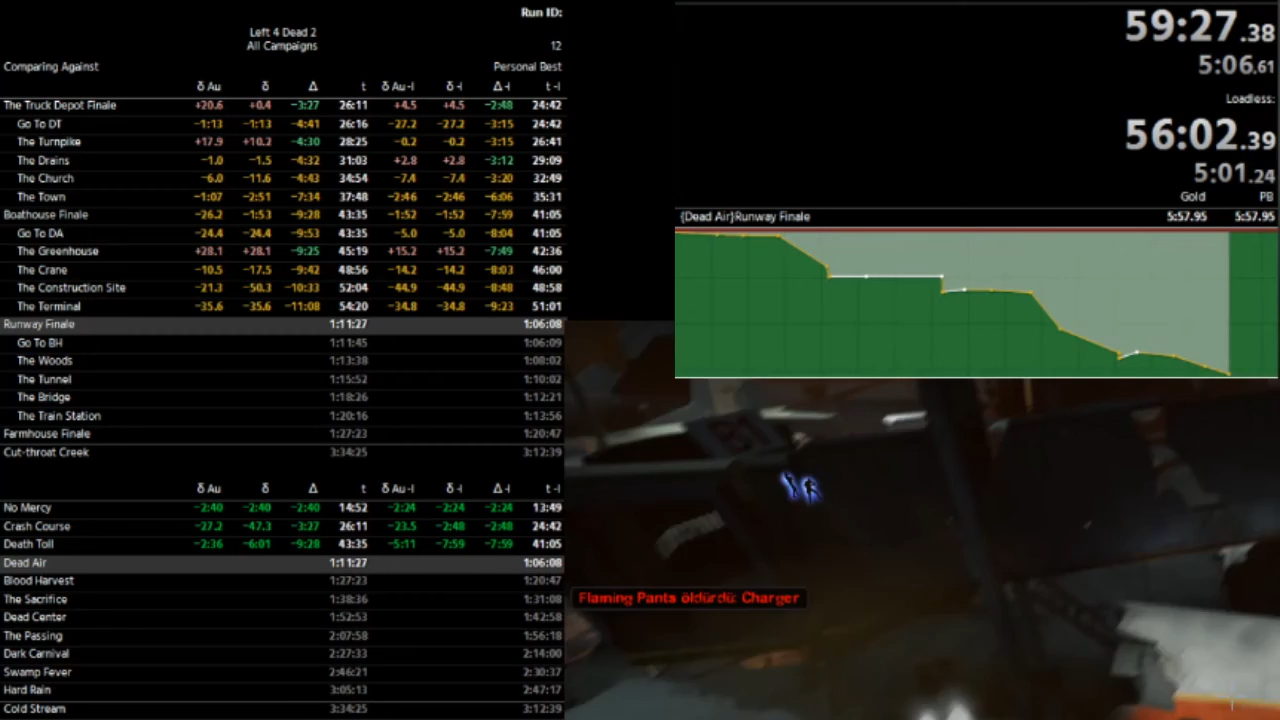 Run ID:
Left 4 Dead 2
All Campaigns 12
Comparing Against Personal Best
δ Au δ Δ t δ Au-l δ -l Δ -l t -l
The Truck Depot Finale +20.6 +0.4 −3:27 26:11 +4.5 +4.5 −2:48 24:42
Go To DT −1:13 −1:13 −4:41 26:16 −27.2 −27.2 −3:15 24:42
The Turnpike +17.9 +10.2 −4:30 28:25 −0.2 −0.2 −3:15 26:41
The Drains −1.0 −1.5 −4:32 31:03 +2.8 +2.8 −3:12 29:09
The Church −6.0 −11.6 −4:43 34:54 −7.4 −7.4 −3:20 32:49
The Town −1:07 −2:51 −7:34 37:48 −2:46 −2:46 −6:06 35:31
Boathouse Finale −26.2 −1:53 −9:28 43:35 −1:52 −1:52 −7:59 41:05
Go To DA −24.4 −24.4 −9:53 43:35 −5.0 −5.0 −8:04 41:05
The Greenhouse +28.1 +28.1 −9:25 45:19 +15.2 +15.2 −7:49 42:36
The Crane −10.5 −17.5 −9:42 48:56 −14.2 −14.2 −8:03 46:00
The Construction Site −21.3 −50.3 −10:33 52:04 −44.9 −44.9 −8:48 48:58
The Terminal −35.6 −35.6 −11:08 54:20 −34.8 −34.8 −9:23 51:01
Runway Finale 1:11:27 1:06:08
Go To BH 1:11:45 1:06:09
The Woods 1:13:38 1:08:02
The Tunnel 1:15:52 1:10:02
The Bridge 1:18:26 1:12:21
The Train Station 1:20:16 1:13:56
Farmhouse Finale 1:27:23 1:20:47
Cut-throat Creek 3:34:25 3:12:39
δ Au δ Δ t δ Au-l δ -l Δ -l t -l
No Mercy −2:40 −2:40 −2:40 14:52 −2:24 −2:24 −2:24 13:49
Crash Course −27.2 −47.3 −3:27 26:11 −23.5 −2:48 −2:48 24:42
Death Toll −2:36 −6:01 −9:28 43:35 −5:11 −7:59 −7:59 41:05
Dead Air 1:11:27 1:06:08
Blood Harvest 1:27:23 1:20:47
The Sacrifice 1:38:36 1:31:08
Dead Center 1:52:53 1:42:58
The Passing 2:07:58 1:56:18
Dark Carnival 2:27:33 2:14:00
Swamp Fever 2:46:21 2:30:37
Hard Rain 3:05:13 2:47:17
Cold Stream 3:34:25 3:12:39
59:27.38
5:06.61
Loadless:
56:02.39
5:01.24
Gold PB
{Dead Air}Runway Finale 5:57.95 5:57.95
Flaming Pants öldürdü: Charger